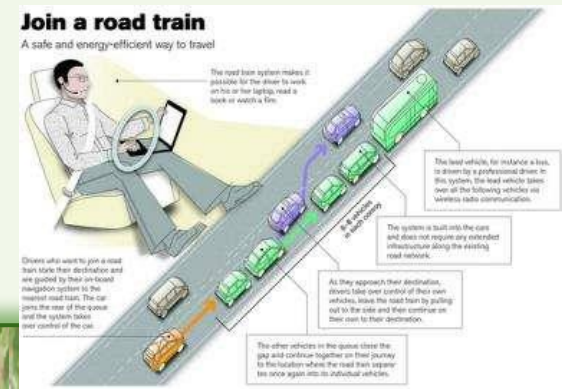 Join a road train
A safe and energy-efficient way to travel
The road train system makes it
possible for the driver to work
on his or her laptop, read a
book or watch a film.
The lead vehicle, for instance a bus,
is driven by a professional driver. In
this system, the lead vehicle takes
over all the following vehicles via
wireless radio communication.
6–8 vehicles
in each convoy
The system is built into the cars
and does not require any extended
infrastructure along the existing
road network.
Drivers who want to join a road
train state their destination and
are guided by their on-board
navigation system to the
nearest road train. The car
joins the rear of the queue
and the system takes
over control of the car.
As they approach their destination,
drivers take over control of their own
vehicles, leave the road train by pulling
out to the side and then continue on
their own to their destination.
The other vehicles in the queue close the
gap and continue together on their journey
to the location where the road train separa-
tes once again into its individual vehicles.